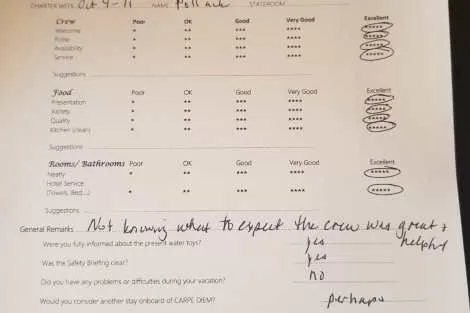 CHARTER WEEK Oct 4-11 NAME Pollack STATEROOM
Crew Poor OK Good Very Good Excellent
Welcome * ** *** **** *****
Polite * ** *** **** *****
Availability * ** *** **** *****
Service * ** *** **** *****
Suggestions
Food Poor OK Good Very Good Excellent
Presentation * ** *** **** *****
Variety * ** *** **** *****
Quality * ** *** **** *****
Kitchen (clean) * ** *** **** *****
Suggestions
Rooms/ Bathrooms Poor OK Good Very Good Excellent
Neatly * ** *** **** *****
Hotel Service
(Towels, Bed,...) * ** *** **** *****
Suggestions
General Remarks Not knowing what to expect the crew was great +
helpful
Were you fully informed about the present water toys? yes
Was the Safety Briefing clear? yes
Did you have any problems or difficulties during your vacation? no
Would you consider another stay onboard of CARPE DIEM? perhaps